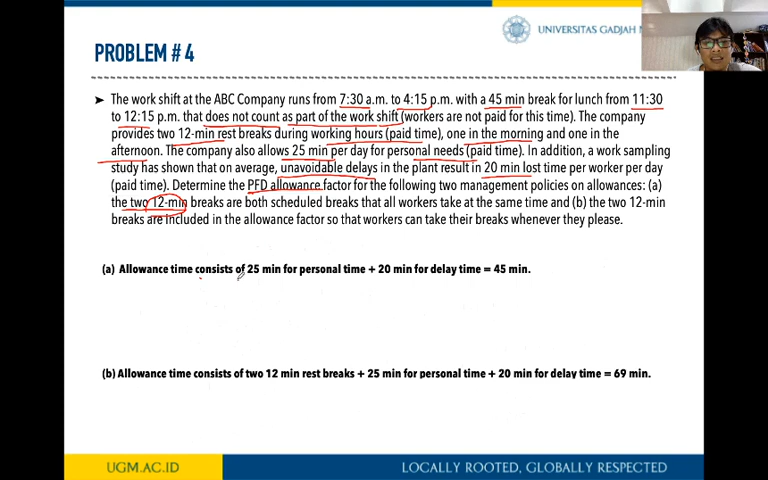 UNIVERSITAS GADJAH
PROBLEM # 4
➤ The work shift at the ABC Company runs from 7:30 a.m. to 4:15 p.m. with a 45 min break for lunch from 11:30
to 12:15 p.m. that does not count as part of the work shift (workers are not paid for this time). The company
provides two 12-min rest breaks during working hours (paid time), one in the morning and one in the
afternoon. The company also allows 25 min per day for personal needs (paid time). In addition, a work sampling
study has shown that on average, unavoidable delays in the plant result in 20 min lost time per worker per day
(paid time). Determine the PFD allowance factor for the following two management policies on allowances: (a)
the two 12-min breaks are both scheduled breaks that all workers take at the same time and (b) the two 12-min
breaks are included in the allowance factor so that workers can take their breaks whenever they please.
(a) Allowance time consists of 25 min for personal time + 20 min for delay time = 45 min.
(b) Allowance time consists of two 12 min rest breaks + 25 min for personal time + 20 min for delay time = 69 min.
UGM.AC.ID
LOCALLY ROOTED, GLOBALLY RESPECTED